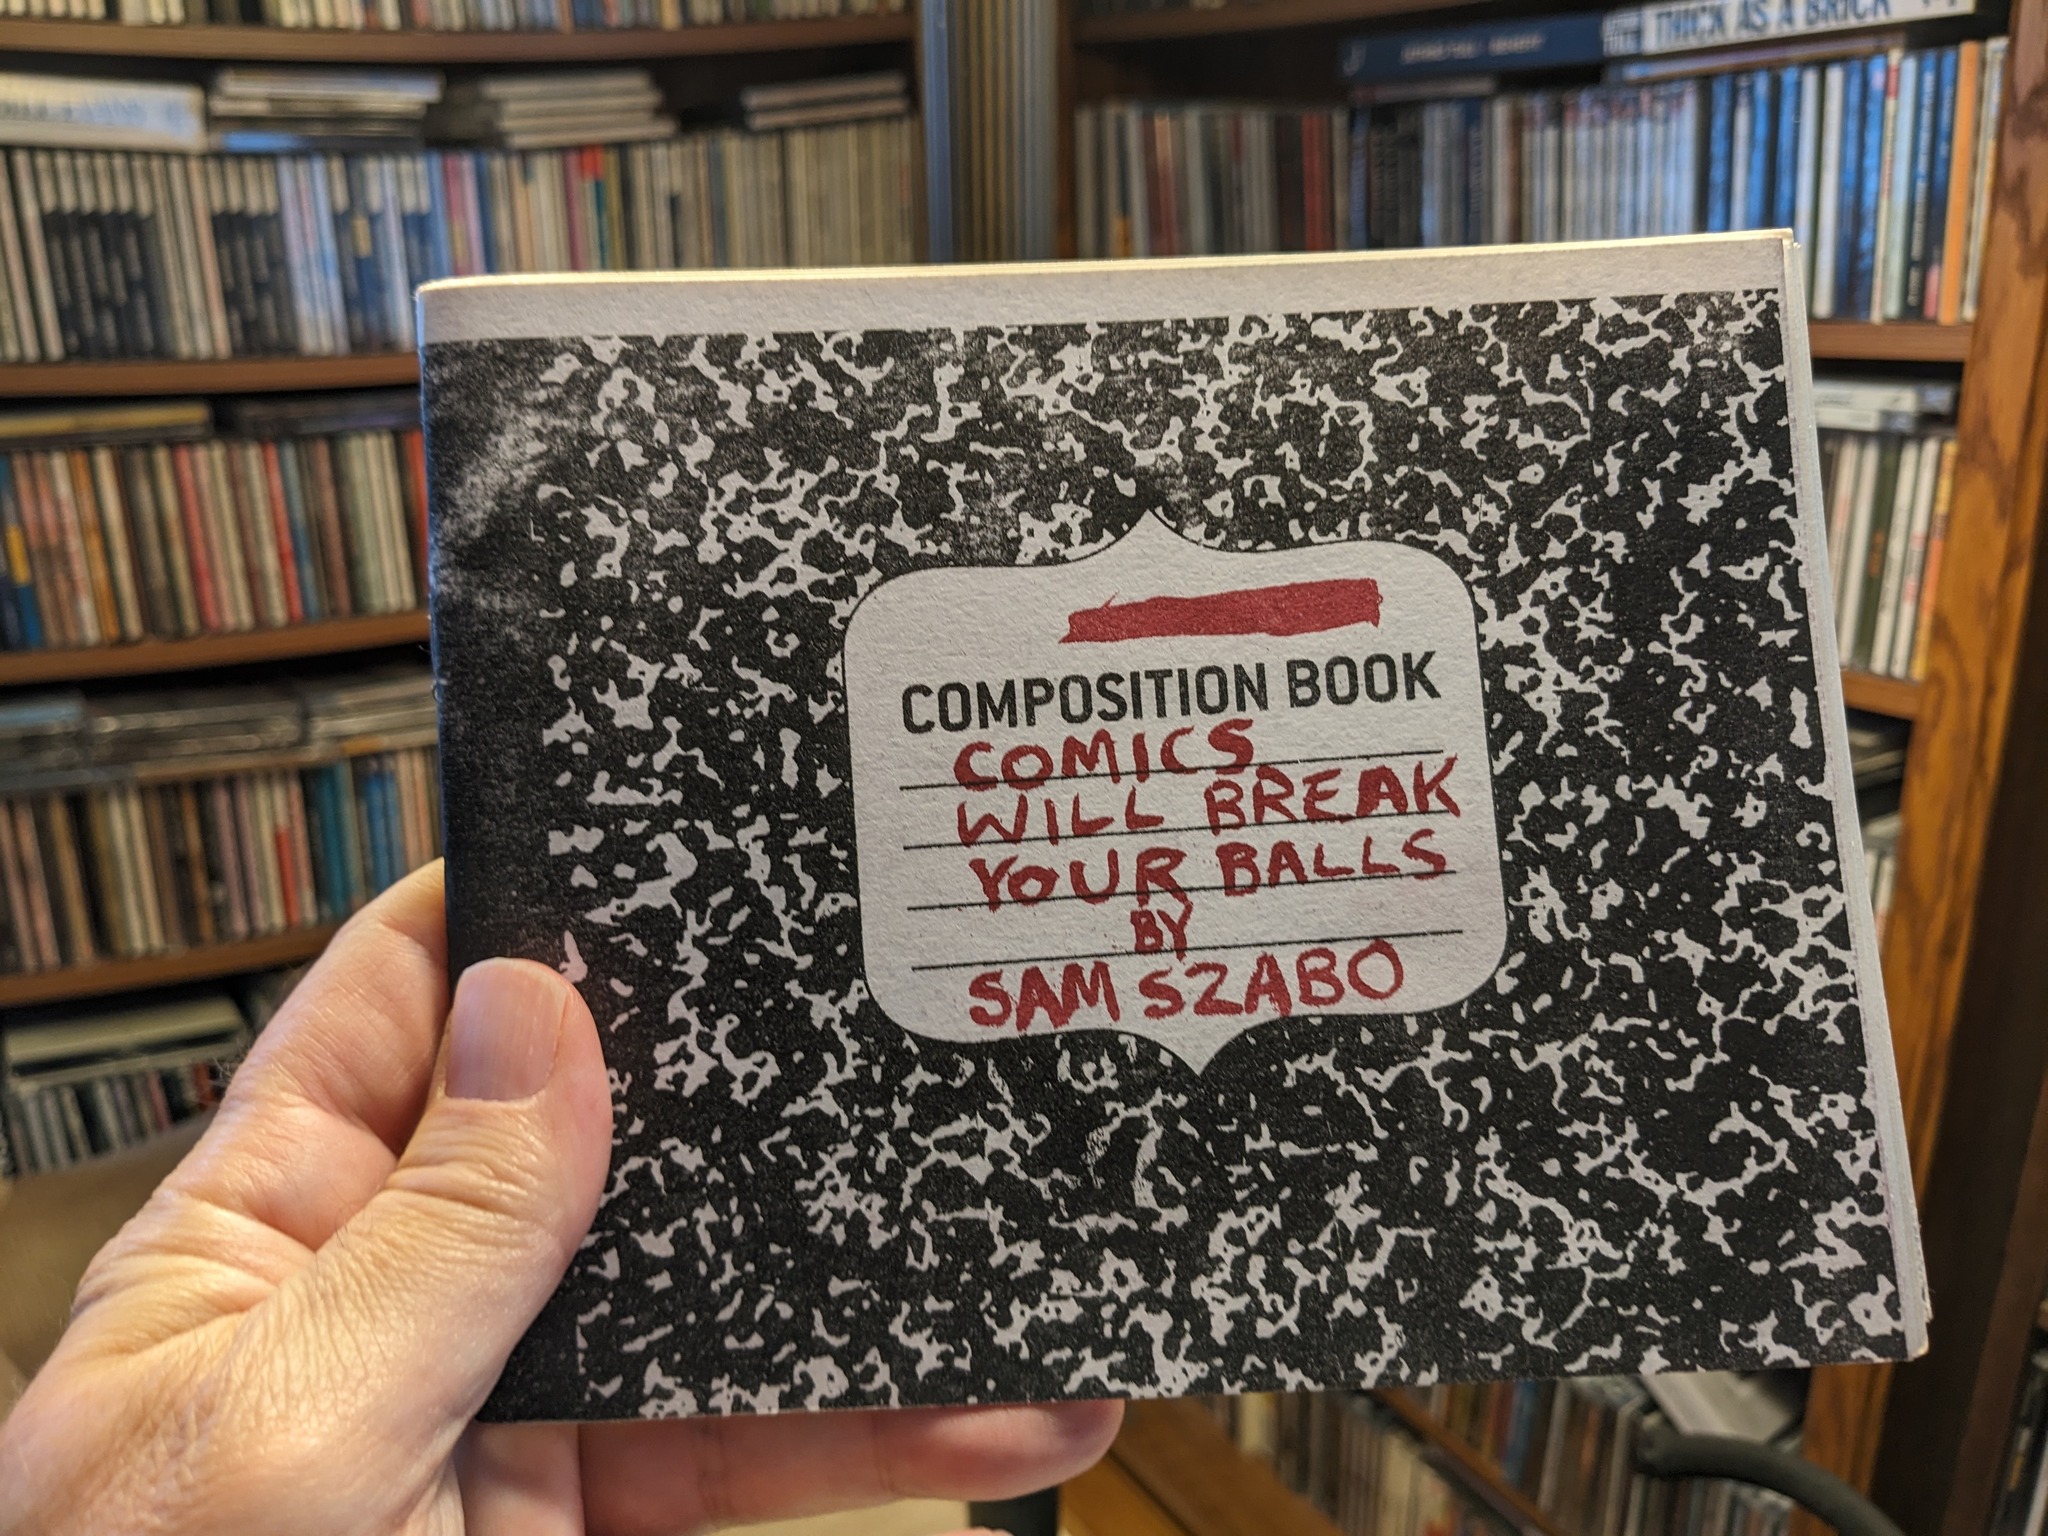 THICK AS A BRICK
COMPOSITION BOOK
COMICS
WILL BREAK
YOUR BALLS
BY
SAM SZABO